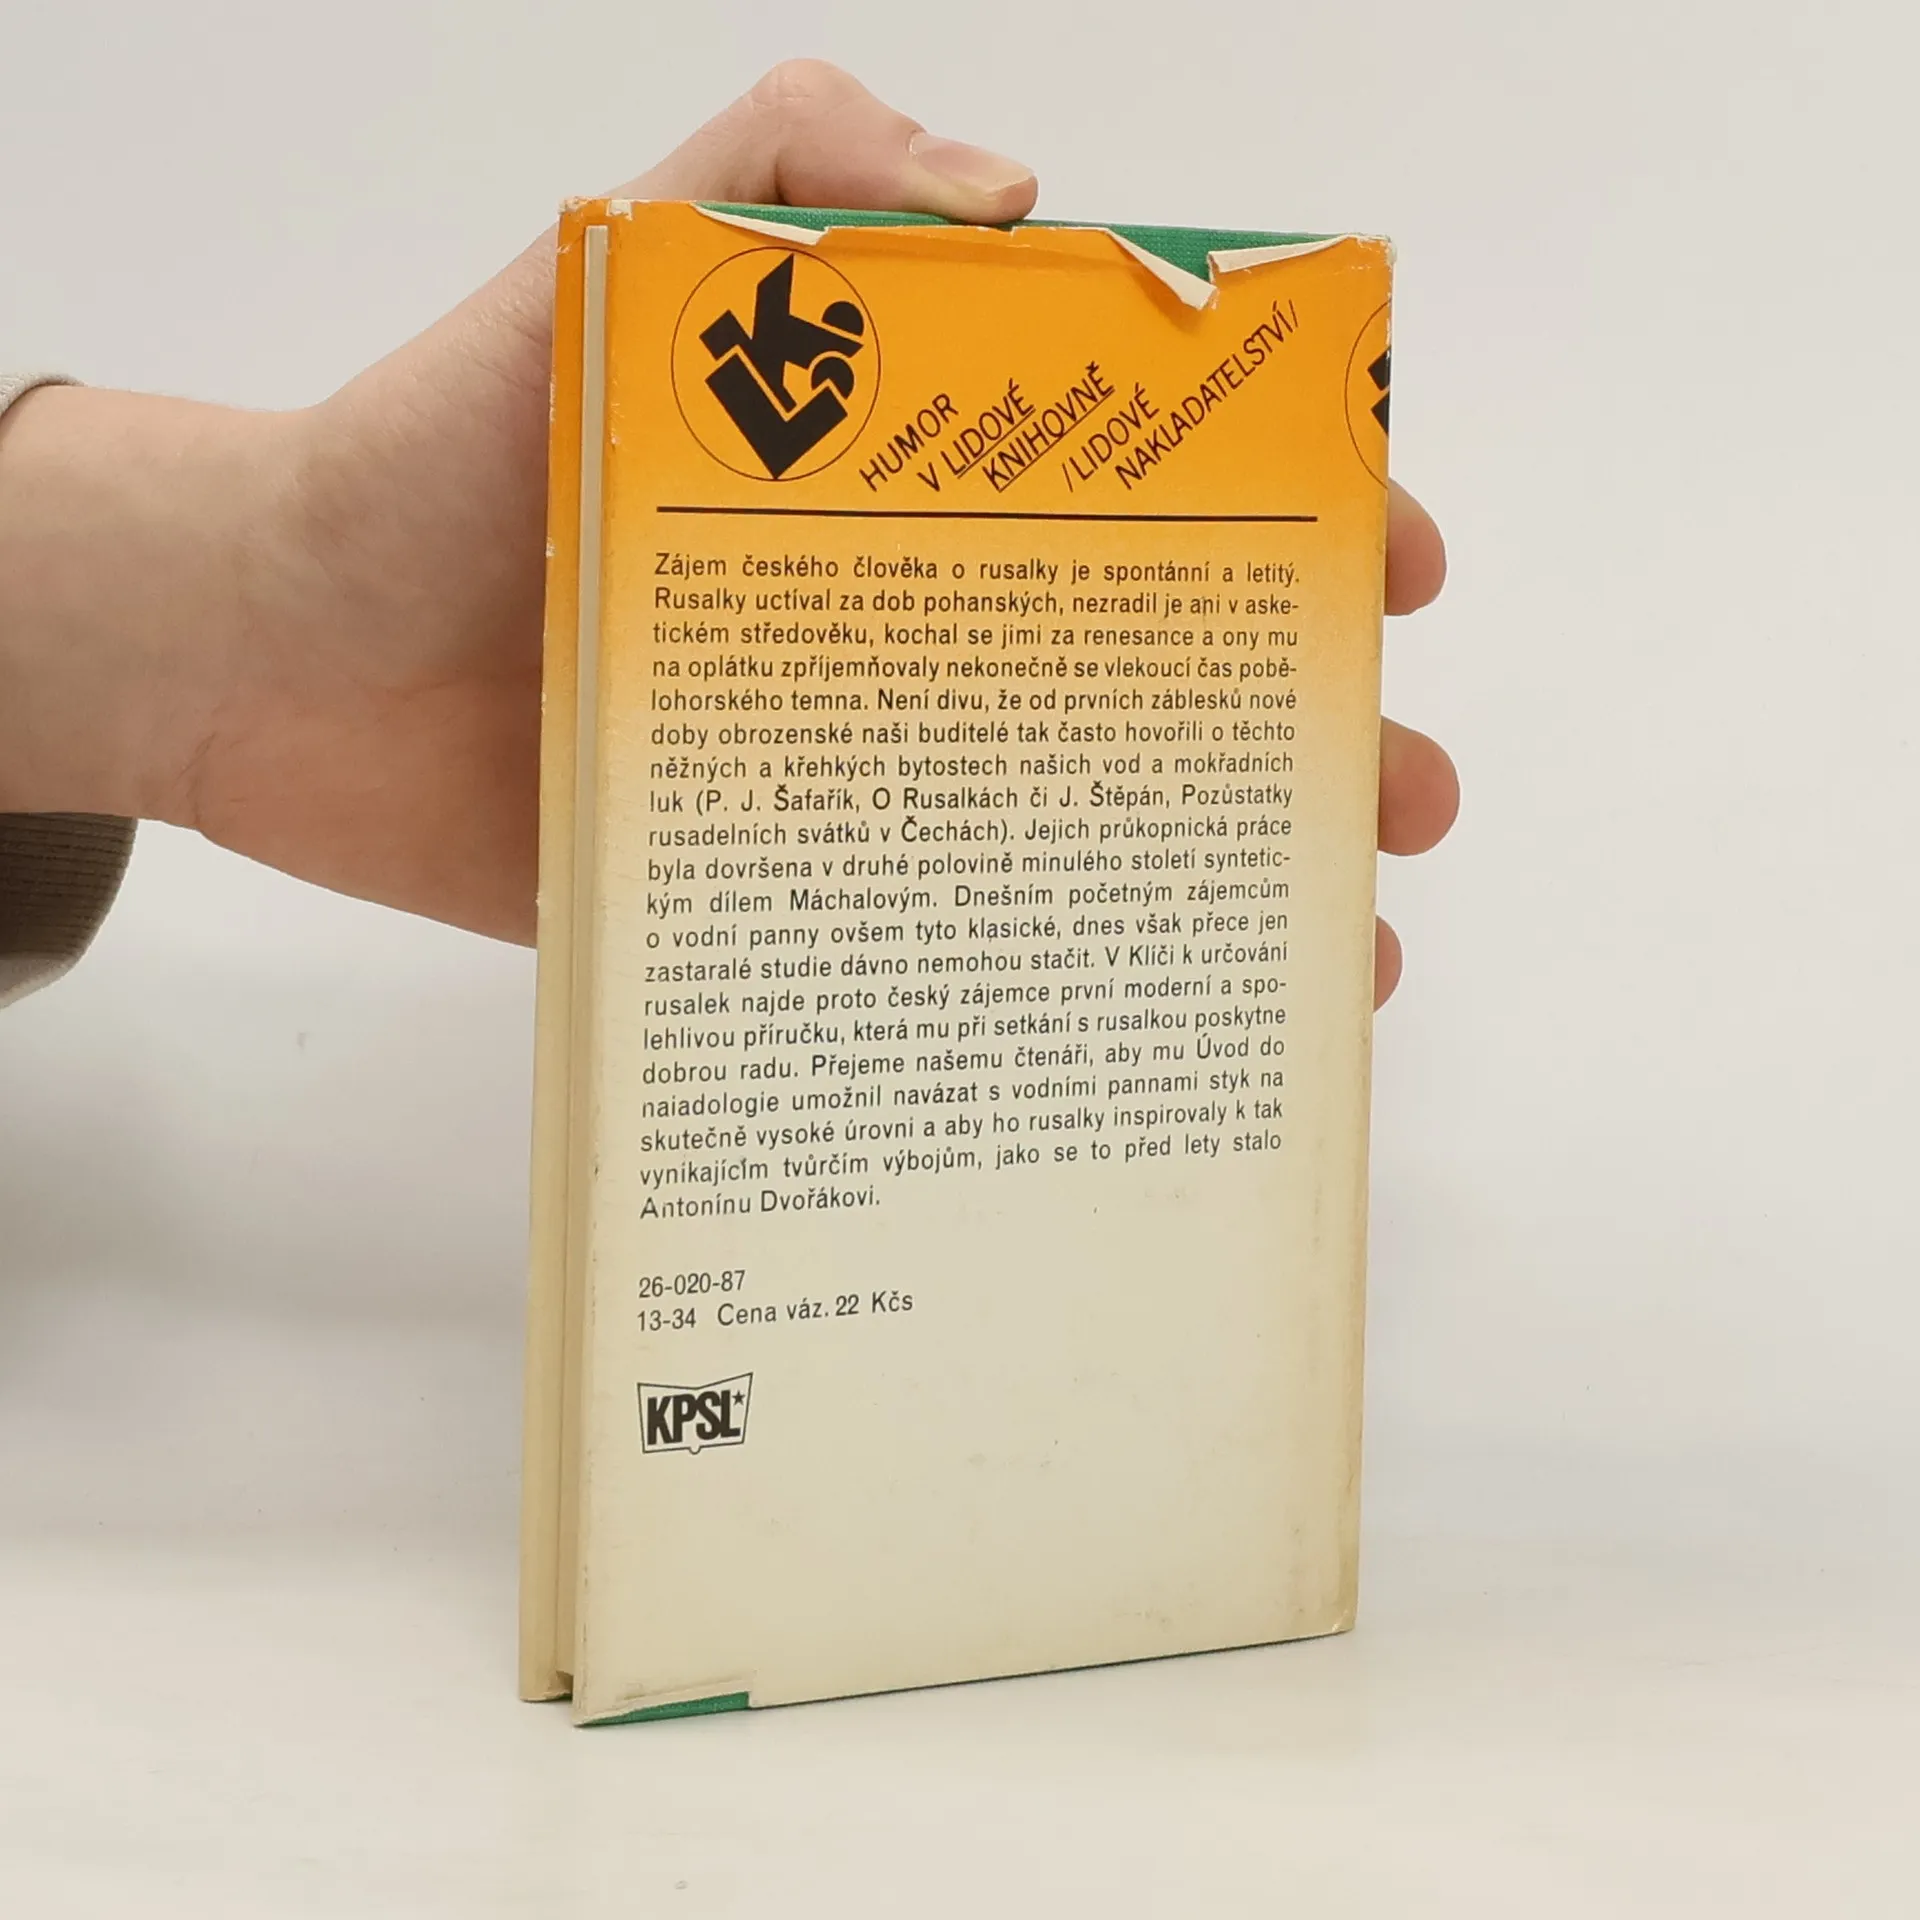 LK
HUMOR
V LIDOVÉ
KNIHOVNĚ
/LIDOVÉ
NAKLADATELSTVÍ/
Zájem českého člověka o rusalky je spontánní a letitý.
Rusalky uctíval za dob pohanských, nezradil je ani v aske-
tickém středověku, kochal se jimi za renesance a ony mu
na oplátku zpříjemňovaly nekonečně se vlekoucí čas pobě-
lohorského temna. Není divu, že od prvních záblesků nové
doby obrozenské naši buditelé tak často hovořili o těchto
něžných a křehkých bytostech našich vod a mokřadních
luk (P. J. Šafařík, O Rusalkách či J. Štěpán, Pozůstatky
rusadelních svátků v Čechách). Jejich průkopnická práce
byla dovršena v druhé polovině minulého století syntetic-
kým dílem Máchalovým. Dnešním početným zájemcům
o vodní panny ovšem tyto klasické, dnes však přece jen
zastaralé studie dávno nemohou stačit. V Klíči k určování
rusalek najde proto český zájemce první moderní a spo-
lehlivou příručku, která mu při setkání s rusalkou poskytne
dobrou radu. Přejeme našemu čtenáři, aby mu Úvod do
naiadologie umožnil navázat s vodními pannami styk na
skutečně vysoké úrovni a aby ho rusalky inspirovaly k tak
vynikajícím tvůrčím výbojům, jako se to před lety stalo
Antonínu Dvořákovi.
26-020-87
13-34 Cena váz. 22 Kčs
KPSL